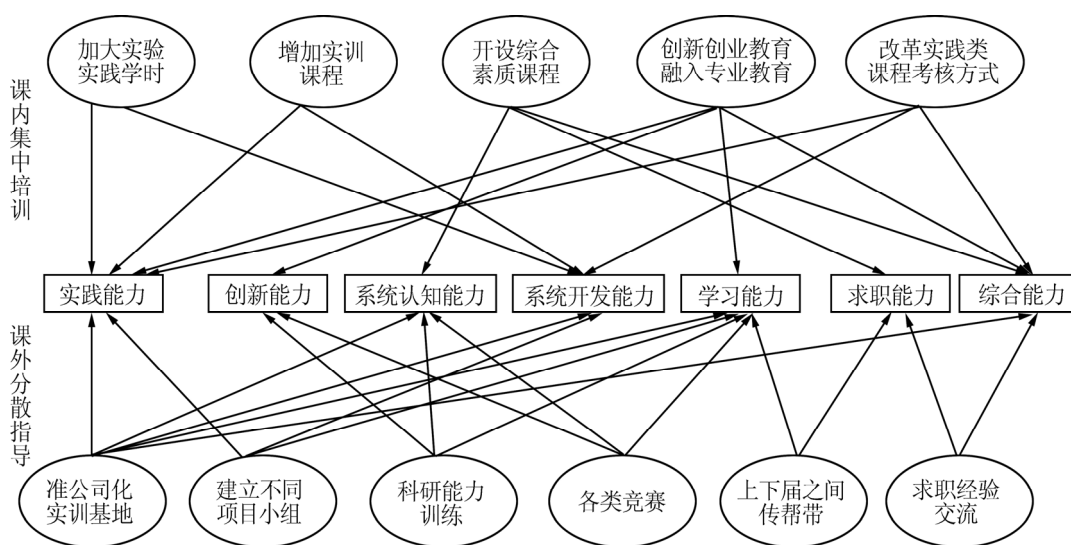 加大实验
实践学时
增加实训
课程
开设综合
素质课程
创新创业教育
融入专业教育
改革实践类
课程考核方式
课内集中培训
实践能力
创新能力
系统认知能力
系统开发能力
学习能力
求职能力
综合能力
课外分散指导
准公司化
实训基地
建立不同
项目小组
科研能力
训练
各类竞赛
上下届之间
传帮带
求职经验
交流